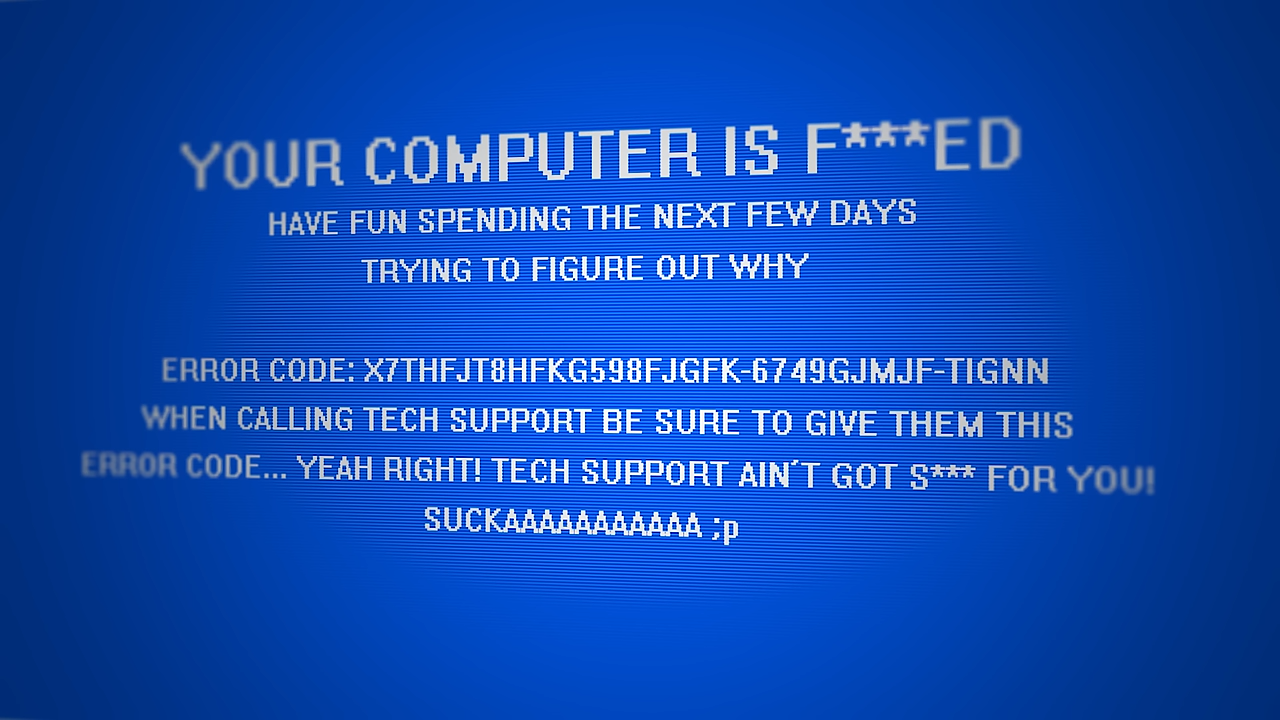 YOUR COMPUTER IS F***ED
HAVE FUN SPENDING THE NEXT FEW DAYS
TRYING TO FIGURE OUT WHY
ERROR CODE: X7THFJT8HFKG598FJGFK-6749GJMJF-TIGNN
WHEN CALLING TECH SUPPORT BE SURE TO GIVE THEM THIS
ERROR CODE... YEAH RIGHT! TECH SUPPORT AIN´T GOT S*** FOR YOU!
SUCKAAAAAAAAAAA ;p